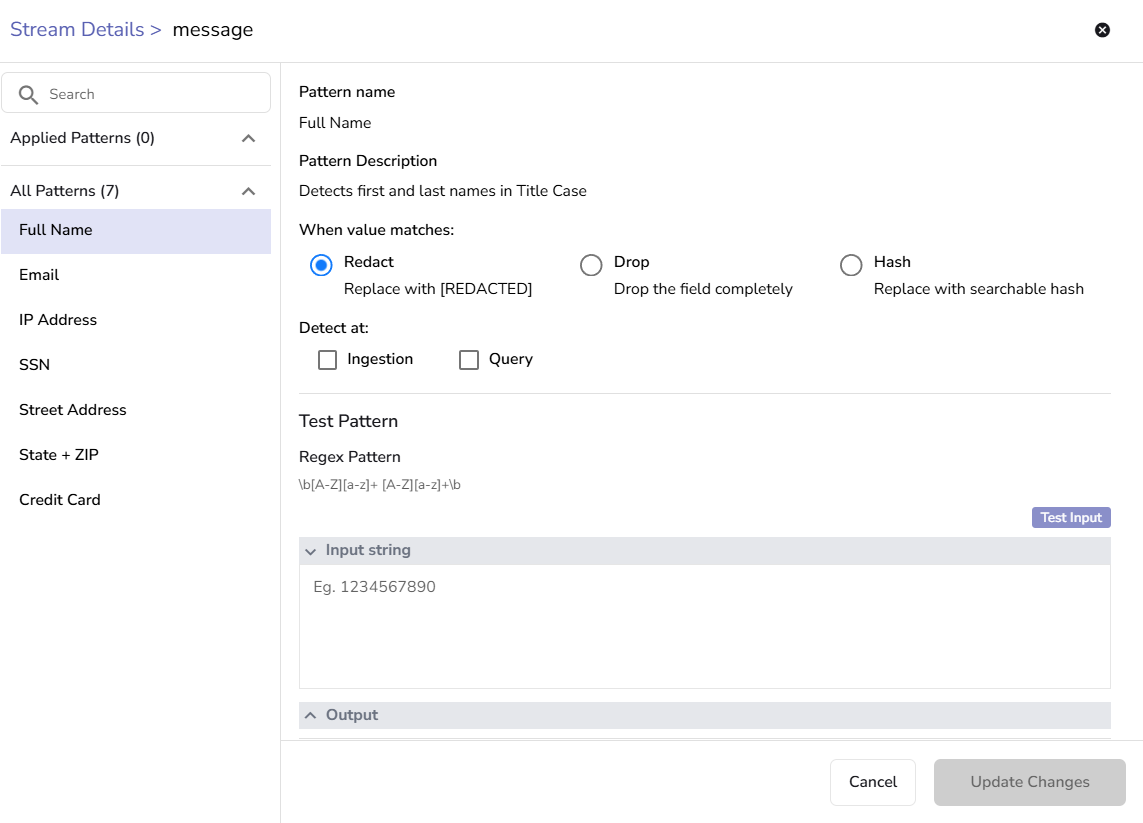 Stream Details > message
Search
Applied Patterns (0)
All Patterns (7)
Full Name
Email
IP Address
SSN
Street Address
State + ZIP
Credit Card
Pattern name
Full Name
Pattern Description
Detects first and last names in Title Case
When value matches:
Redact
Replace with [REDACTED]
Drop
Drop the field completely
Hash
Replace with searchable hash
Detect at:
Ingestion
Query
Test Pattern
Regex Pattern
\b[A-Z][a-z]+ [A-Z][a-z]+\b
Test Input
Input string
Eg. 1234567890
Output
Cancel
Update Changes